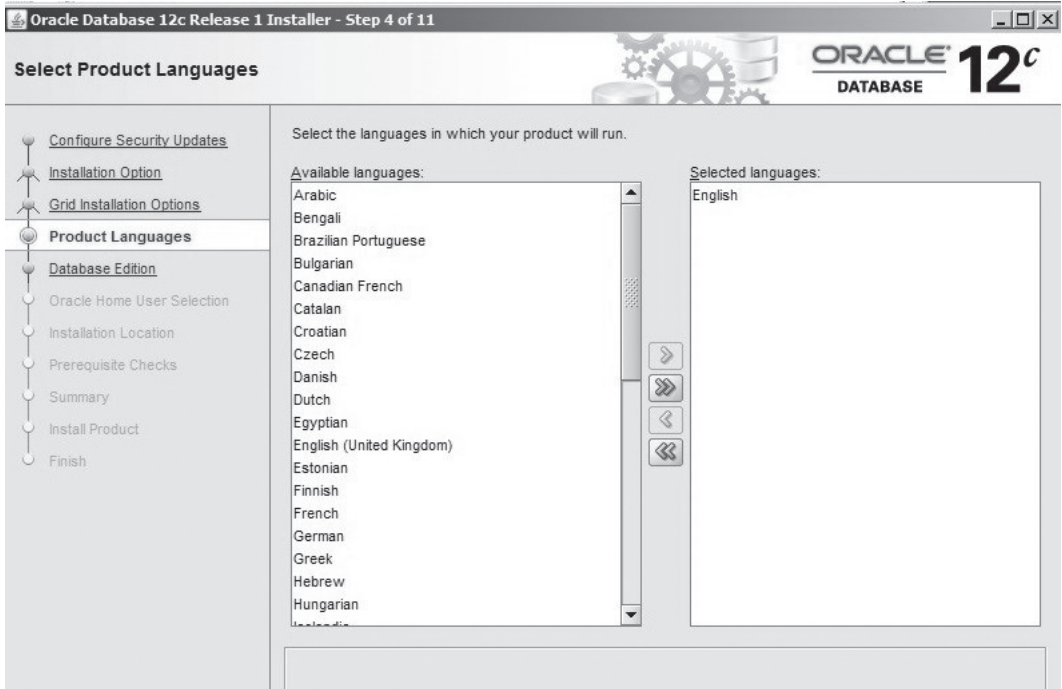 Oracle Database 12c Release 1 Installer - Step 4 of 11
Select Product Languages
ORACLE®
DATABASE
12c
Configure Security Updates
Installation Option
Grid Installation Options
Product Languages
Database Edition
Oracle Home User Selection
Installation Location
Prerequisite Checks
Summary
Install Product
Finish
Select the languages in which your product will run.
Available languages:
Arabic
Bengali
Brazilian Portuguese
Bulgarian
Canadian French
Catalan
Croatian
Czech
Danish
Dutch
Egyptian
English (United Kingdom)
Estonian
Finnish
French
German
Greek
Hebrew
Hungarian
Selected languages:
English